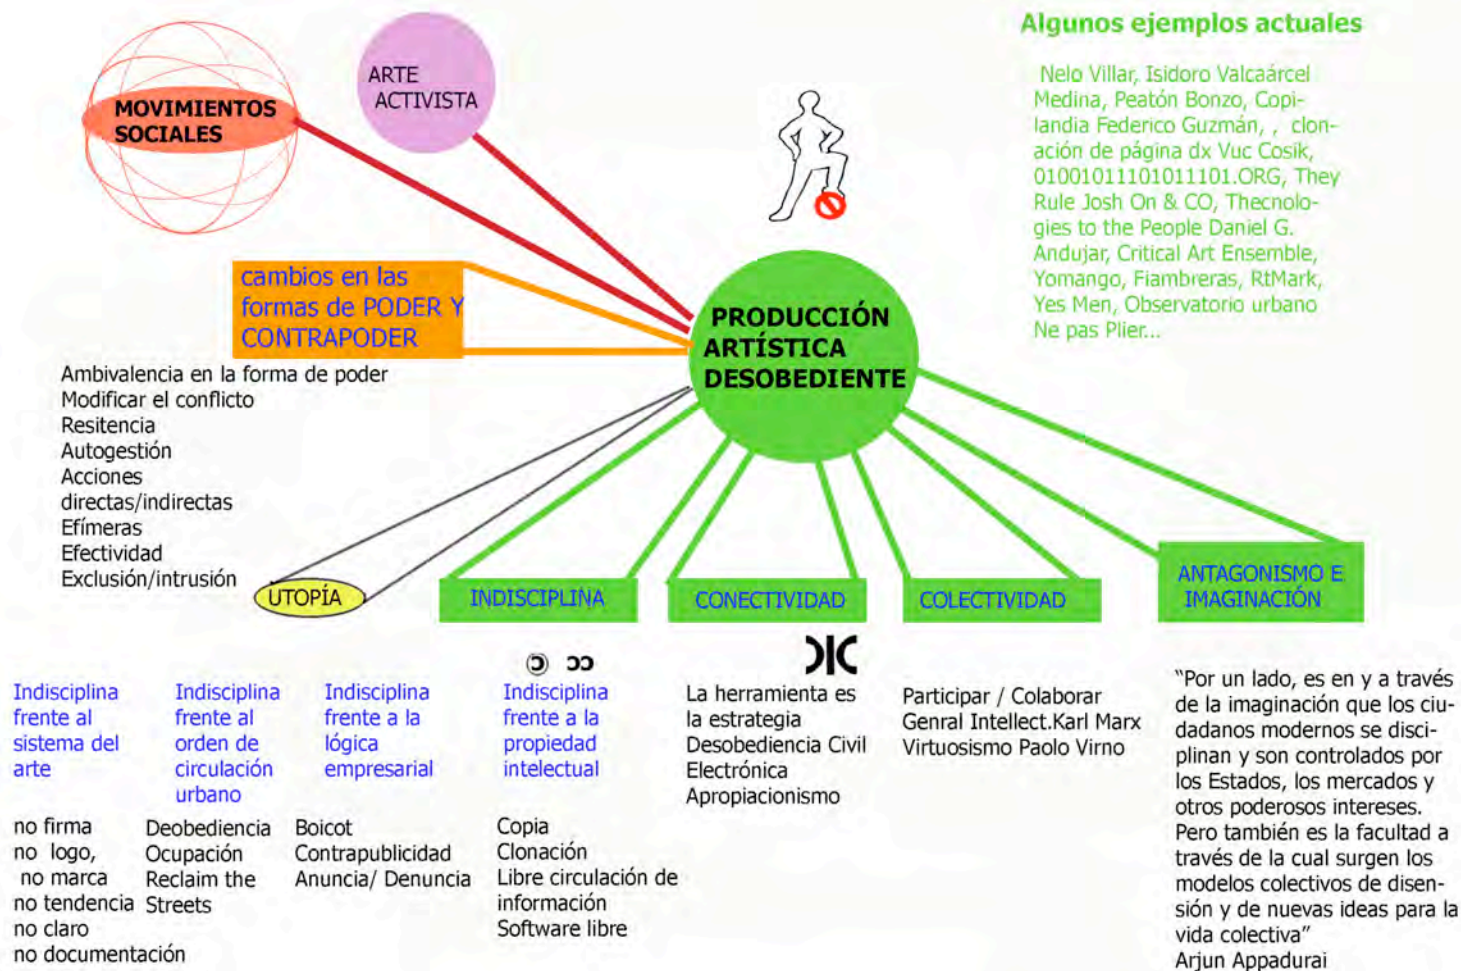 MOVIMIENTOS
SOCIALES
ARTE
ACTIVISTA
Algunos ejemplos actuales
Nelo Villar, Isidoro Valcaárcel
Medina, Peatón Bonzo, Copi-
landia Federico Guzmán, , clon-
ación de página dx Vuc Cosik,
01001011101011101.ORG, They
Rule Josh On & CO, Thecnolo-
gies to the People Daniel G.
Andujar, Critical Art Ensemble,
Yomango, Fiambreras, RtMark,
Yes Men, Observatorio urbano
Ne pas Plier...
cambios en las
formas de PODER Y
CONTRAPODER
PRODUCCIÓN
ARTÍSTICA
DESOBEDIENTE
Ambivalencia en la forma de poder
Modificar el conflicto
Resitencia
Autogestión
Acciones
directas/indirectas
Efímeras
Efectividad
Exclusión/intrusión
UTOPÍA
INDISCIPLINA
CONECTIVIDAD
COLECTIVIDAD
ANTAGONISMO E
IMAGINACIÓN
Indisciplina
frente al
sistema del
arte
no firma
no logo,
no marca
no tendencia
no claro
no documentación
Indisciplina
frente al
orden de
circulación
urbano
Deobediencia
Ocupación
Reclaim the
Streets
Indisciplina
frente a la
lógica
empresarial
Boicot
Contrapublicidad
Anuncia/ Denuncia
Indisciplina
frente a la
propiedad
intelectual
Copia
Clonación
Libre circulación de
información
Software libre
La herramienta es
la estrategia
Desobediencia Civil
Electrónica
Apropiacionismo
Participar / Colaborar
Genral Intellect.Karl Marx
Virtuosismo Paolo Virno
"Por un lado, es en y a través
de la imaginación que los ciu-
dadanos modernos se disci-
plinan y son controlados por
los Estados, los mercados y
otros poderosos intereses.
Pero también es la facultad a
través de la cual surgen los
modelos colectivos de disen-
sión y de nuevas ideas para la
vida colectiva"
Arjun Appadurai